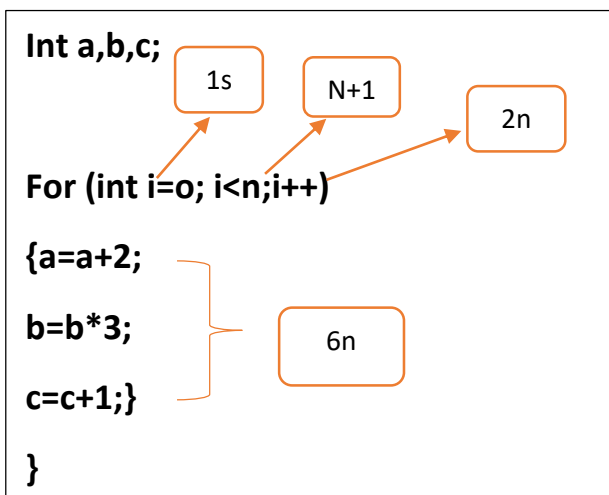 Int a,b,c;
1s
N+1
2n
For (int i=o; i<n;i++)
{a=a+2;
b=b*3;
6n
c=c+1;}
}